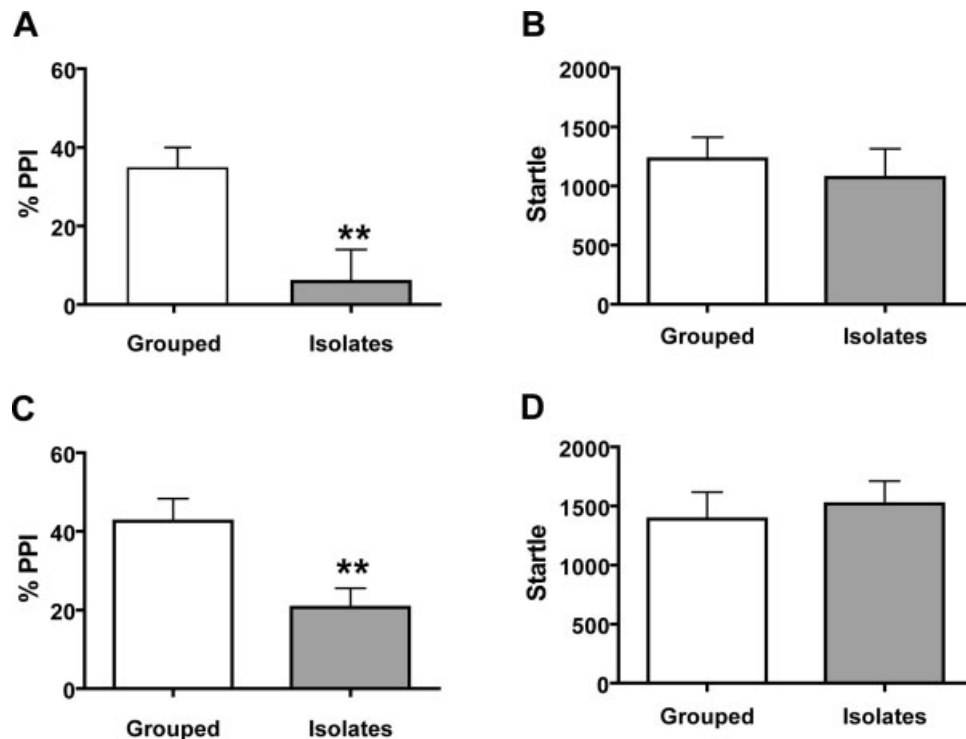 A
60
40
20
0
% PPI
**
Grouped Isolates
B
2000
1500
1000
500
0
Startle
Grouped Isolates
C
60
40
20
0
% PPI
**
Grouped Isolates
D
2000
1500
1000
500
0
Startle
Grouped Isolates